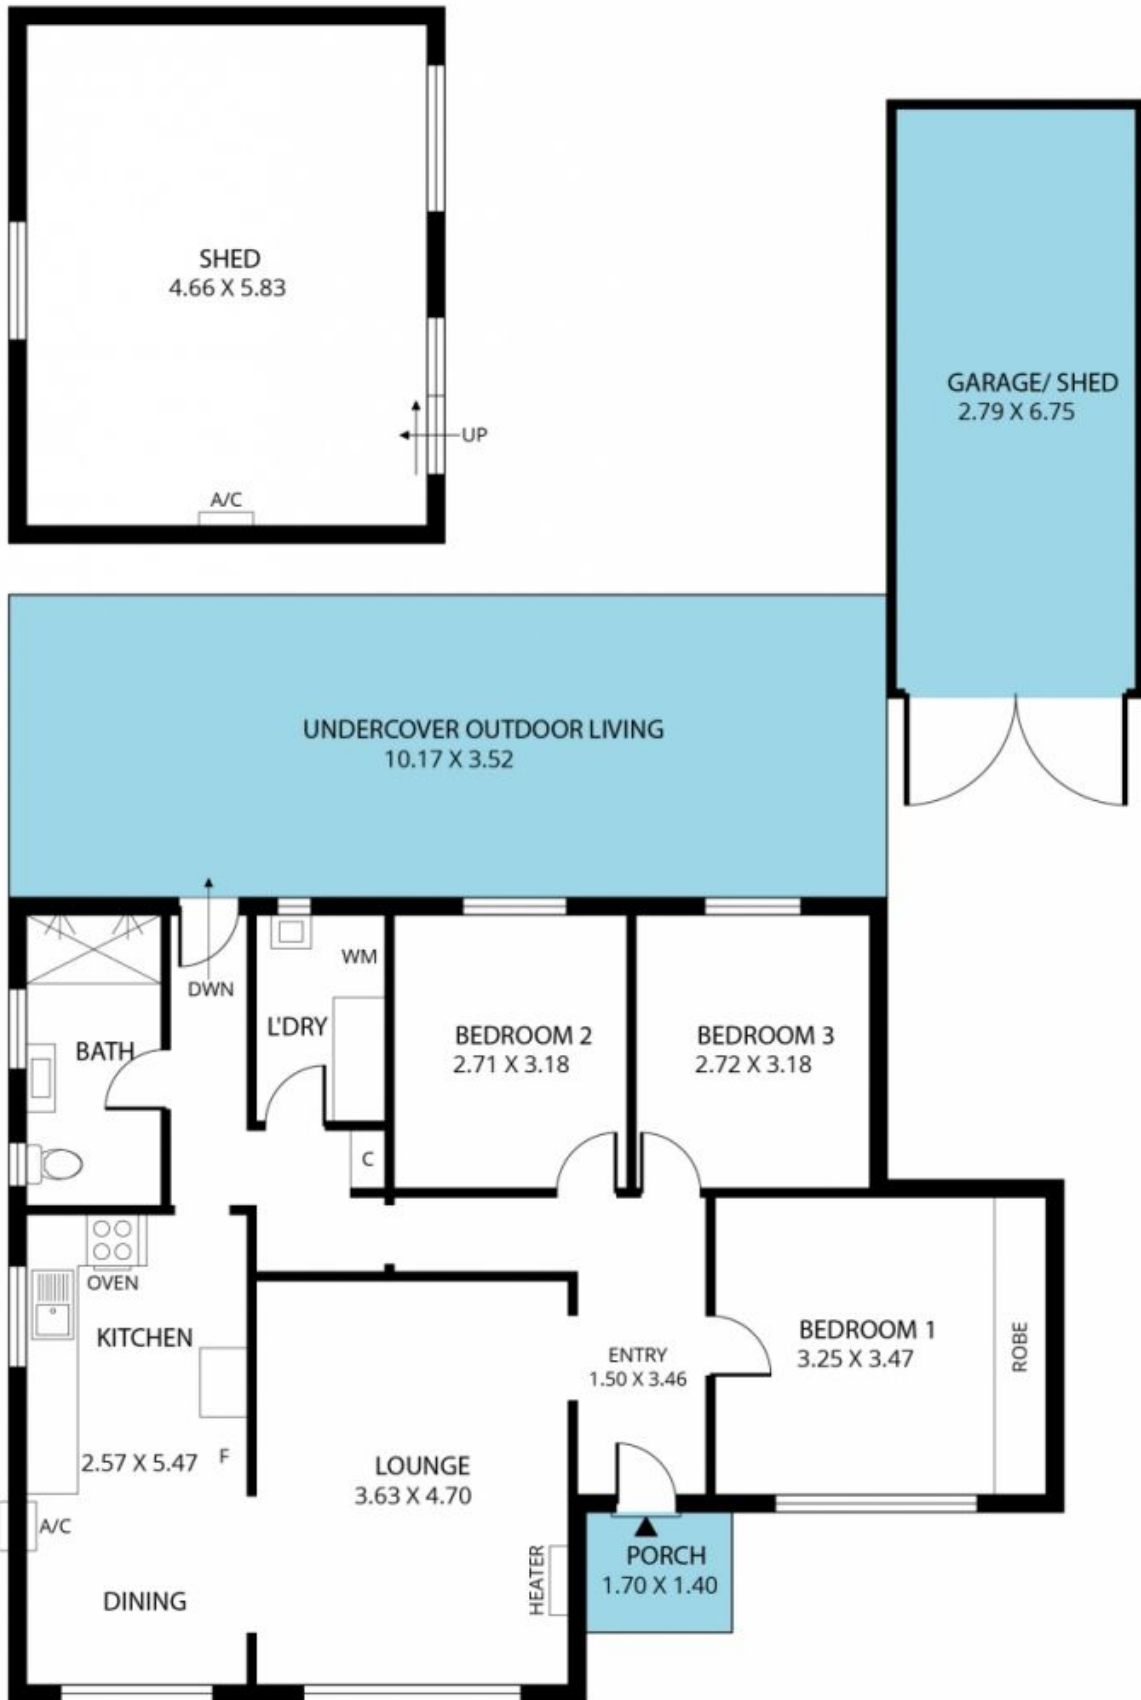 SHED
4.66 X 5.83
UP
A/C
GARAGE/ SHED
2.79 X 6.75
UNDERCOVER OUTDOOR LIVING
10.17 X 3.52
DWN
WM
BATH
L'DRY
C
BEDROOM 2
2.71 X 3.18
BEDROOM 3
2.72 X 3.18
OVEN
KITCHEN
2.57 X 5.47
F
A/C
DINING
LOUNGE
3.63 X 4.70
HEATER
ENTRY
1.50 X 3.46
BEDROOM 1
3.25 X 3.47
ROBE
PORCH
1.70 X 1.40